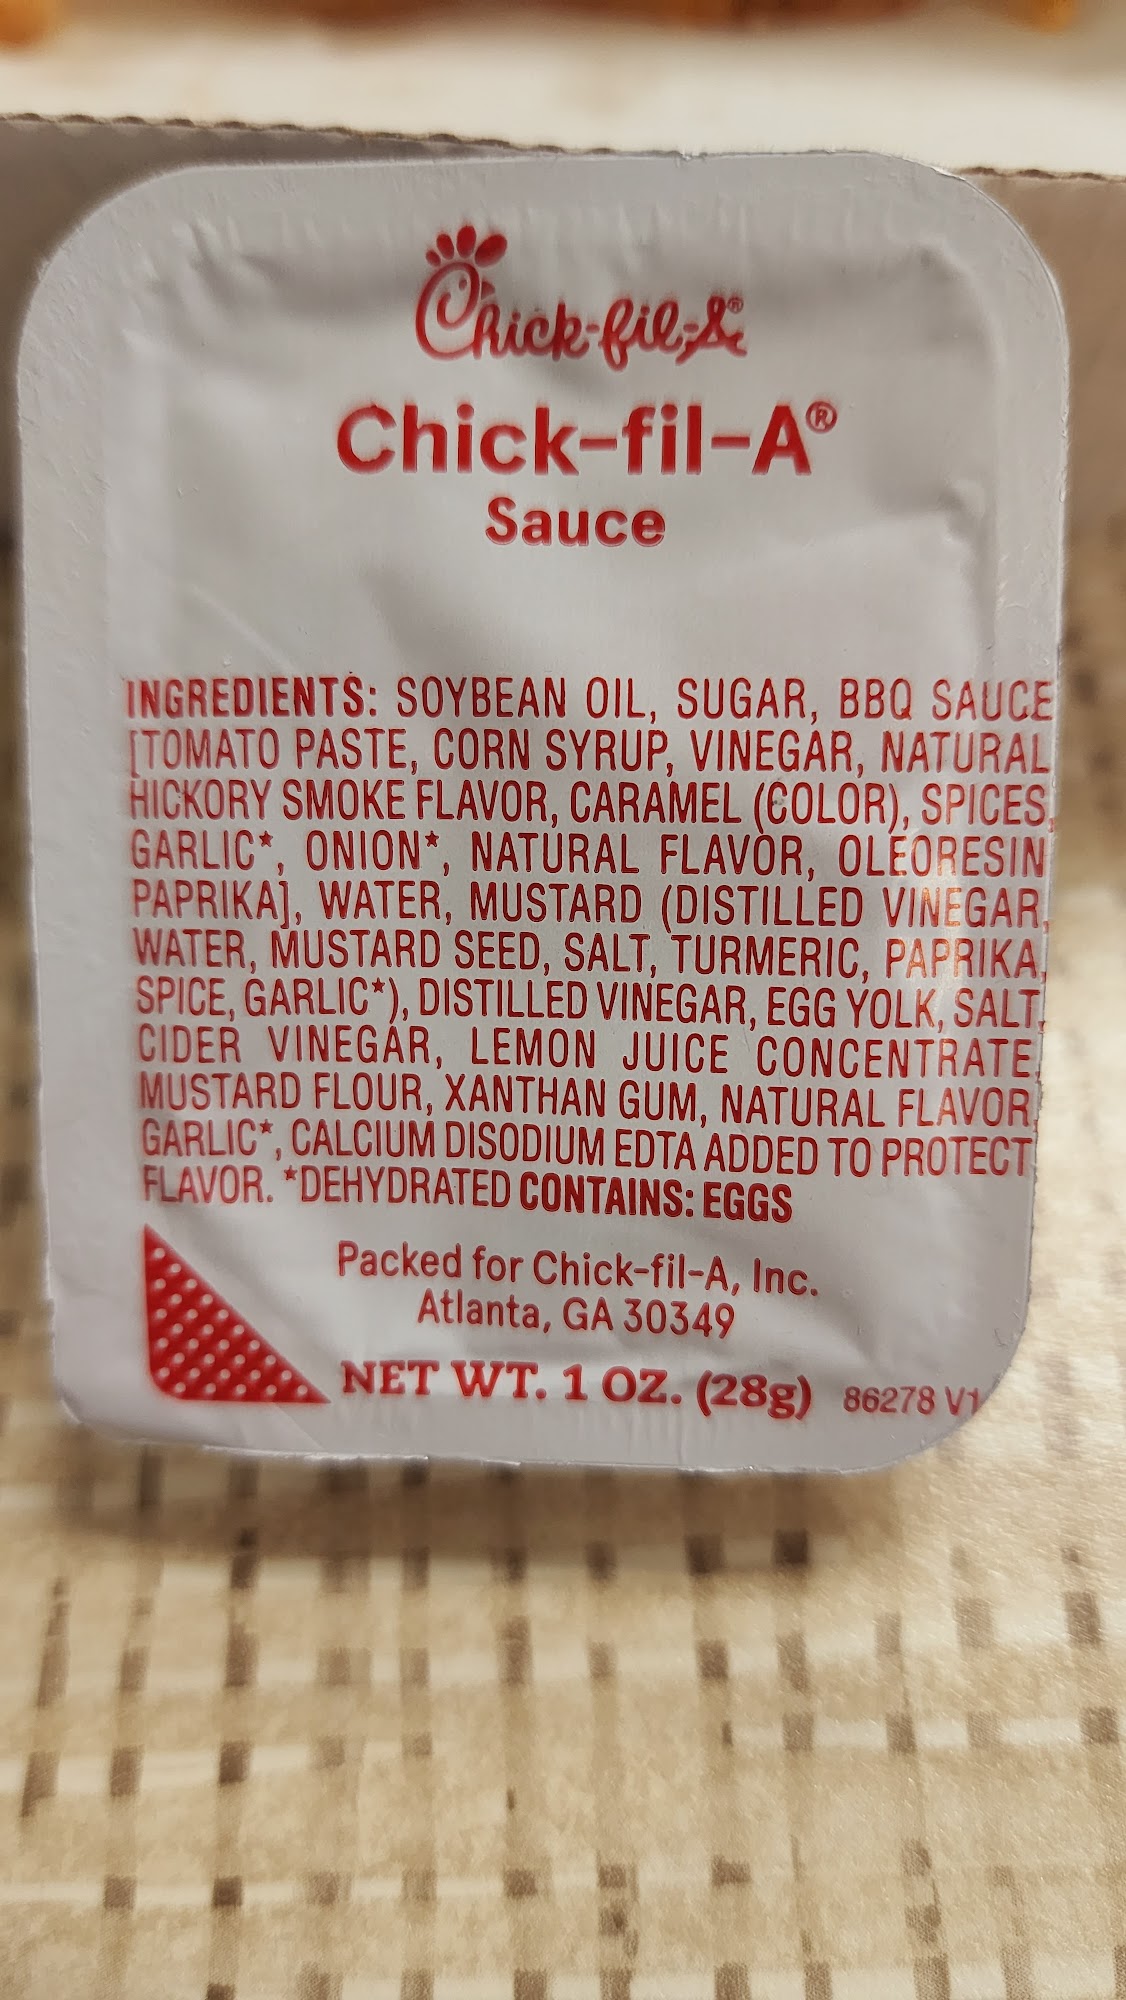 Chick-fil-A®
Chick-fil-A®
Sauce
INGREDIENTS: SOYBEAN OIL, SUGAR, BBQ SAUCE
[TOMATO PASTE, CORN SYRUP, VINEGAR, NATURAL
HICKORY SMOKE FLAVOR, CARAMEL (COLOR), SPICES,
GARLIC*, ONION*, NATURAL FLAVOR, OLEORESIN
PAPRIKA], WATER, MUSTARD (DISTILLED VINEGAR,
WATER, MUSTARD SEED, SALT, TURMERIC, PAPRIKA,
SPICE, GARLIC*), DISTILLED VINEGAR, EGG YOLK, SALT,
CIDER VINEGAR, LEMON JUICE CONCENTRATE,
MUSTARD FLOUR, XANTHAN GUM, NATURAL FLAVOR,
GARLIC*, CALCIUM DISODIUM EDTA ADDED TO PROTECT
FLAVOR. *DEHYDRATED CONTAINS: EGGS
Packed for Chick-fil-A, Inc.
Atlanta, GA 30349
NET WT. 1 OZ. (28g) 86278 V1